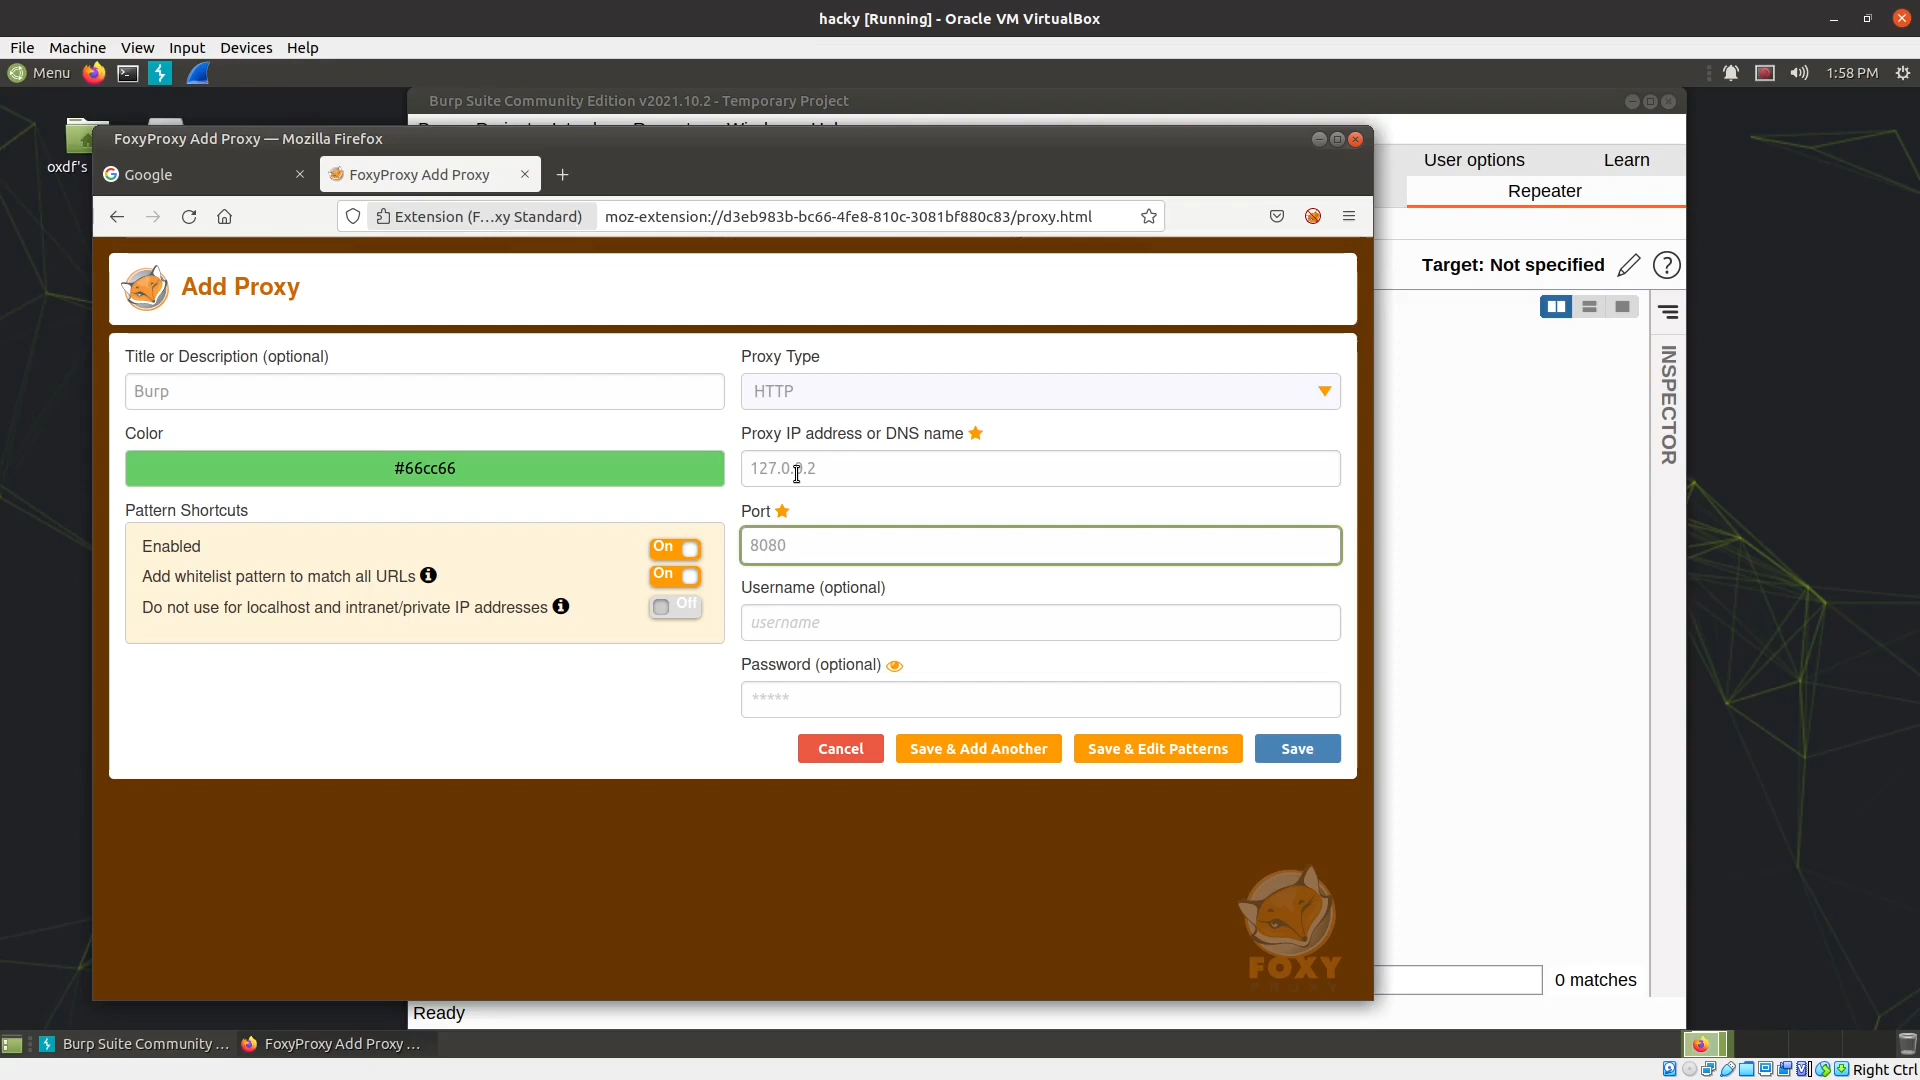 hacky [Running] - Oracle VM VirtualBox
File Machine View Input Devices Help
Menu
1:58 PM
Burp Suite Community Edition v2021.10.2 - Temporary Project
oxdf's
FoxyProxy Add Proxy — Mozilla Firefox
User options
Learn
Google
FoxyProxy Add Proxy
Repeater
Extension (F...xy Standard)
moz-extension://d3eb983b-bc66-4fe8-810c-3081bf880c83/proxy.html
Target: Not specified
Add Proxy
INSPECTOR
Title or Description (optional)
Burp
Color
#66cc66
Pattern Shortcuts
Enabled
On
Add whitelist pattern to match all URLs
On
Do not use for localhost and intranet/private IP addresses
Off
Proxy Type
HTTP
Proxy IP address or DNS name
Port
8080
Username (optional)
username
Password (optional)
*****
Cancel
Save & Add Another
Save & Edit Patterns
Save
FOXY
PROXY
0 matches
Ready
Burp Suite Community ...
FoxyProxy Add Proxy ...
Right Ctrl